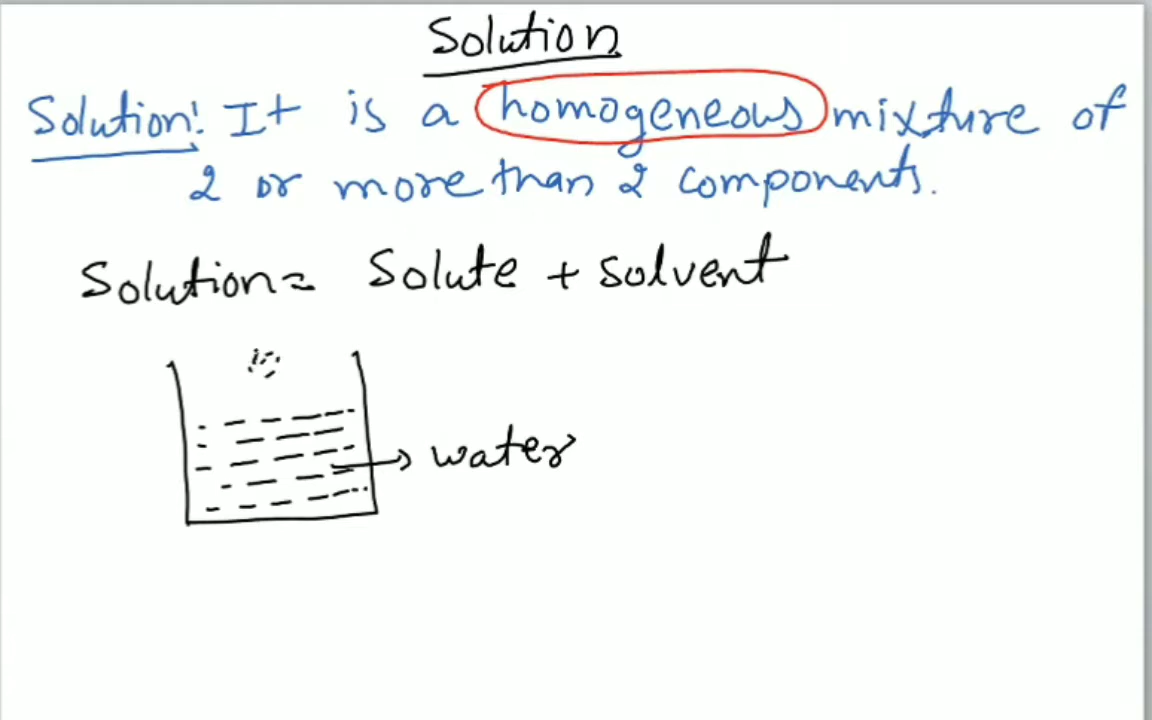 Solution
Solution: It is a homogeneous mixture of
2 or more than 2 components.
Solution = Solute + Solvent
water